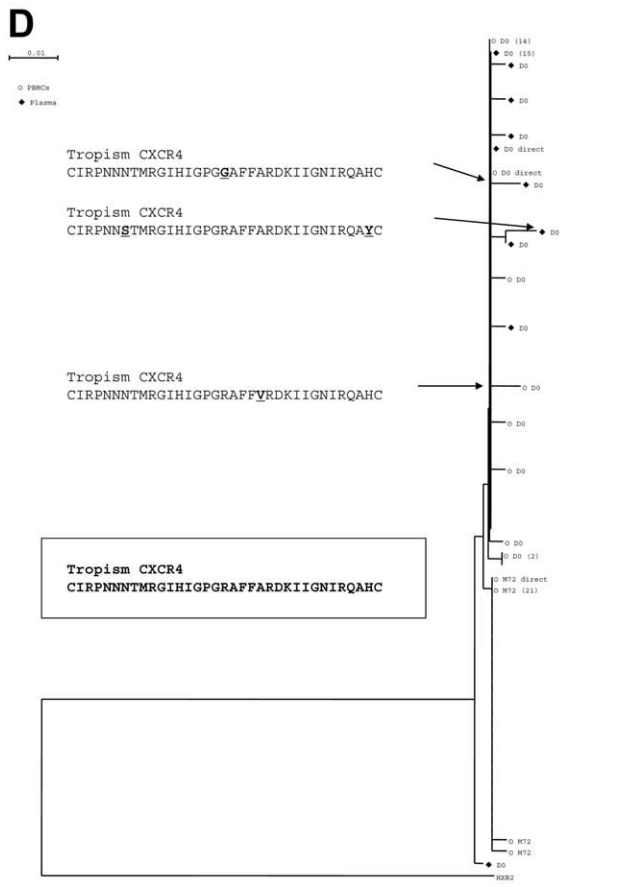 D
0.01
O PBMCs
◆ Plasma
O D0 (14)
◆ D0 (15)
◆ D0
◆ D0
◆ D0
◆ D0 direct
Tropism CXCR4
CIRPNNNTMRGIHIGPGGAFFARDKIIGNIRQAHC
O D0 direct
◆ D0
Tropism CXCR4
CIRPNNSTMRGIHIGPGRAFFARDKIIGNIRQAYC
◆ D0
◆ D0
O D0
◆ D0
Tropism CXCR4
CIRPNNNTMRGIHIGPGRAFFVRDKIIGNIRQAHC
O D0
O D0
O D0
O D0
O D0 (2)
Tropism CXCR4
CIRPNNNTMRGIHIGPGRAFFARDKIIGNIRQAHC
O M72 direct
O M72 (21)
O M72
O M72
◆ D0
HXB2